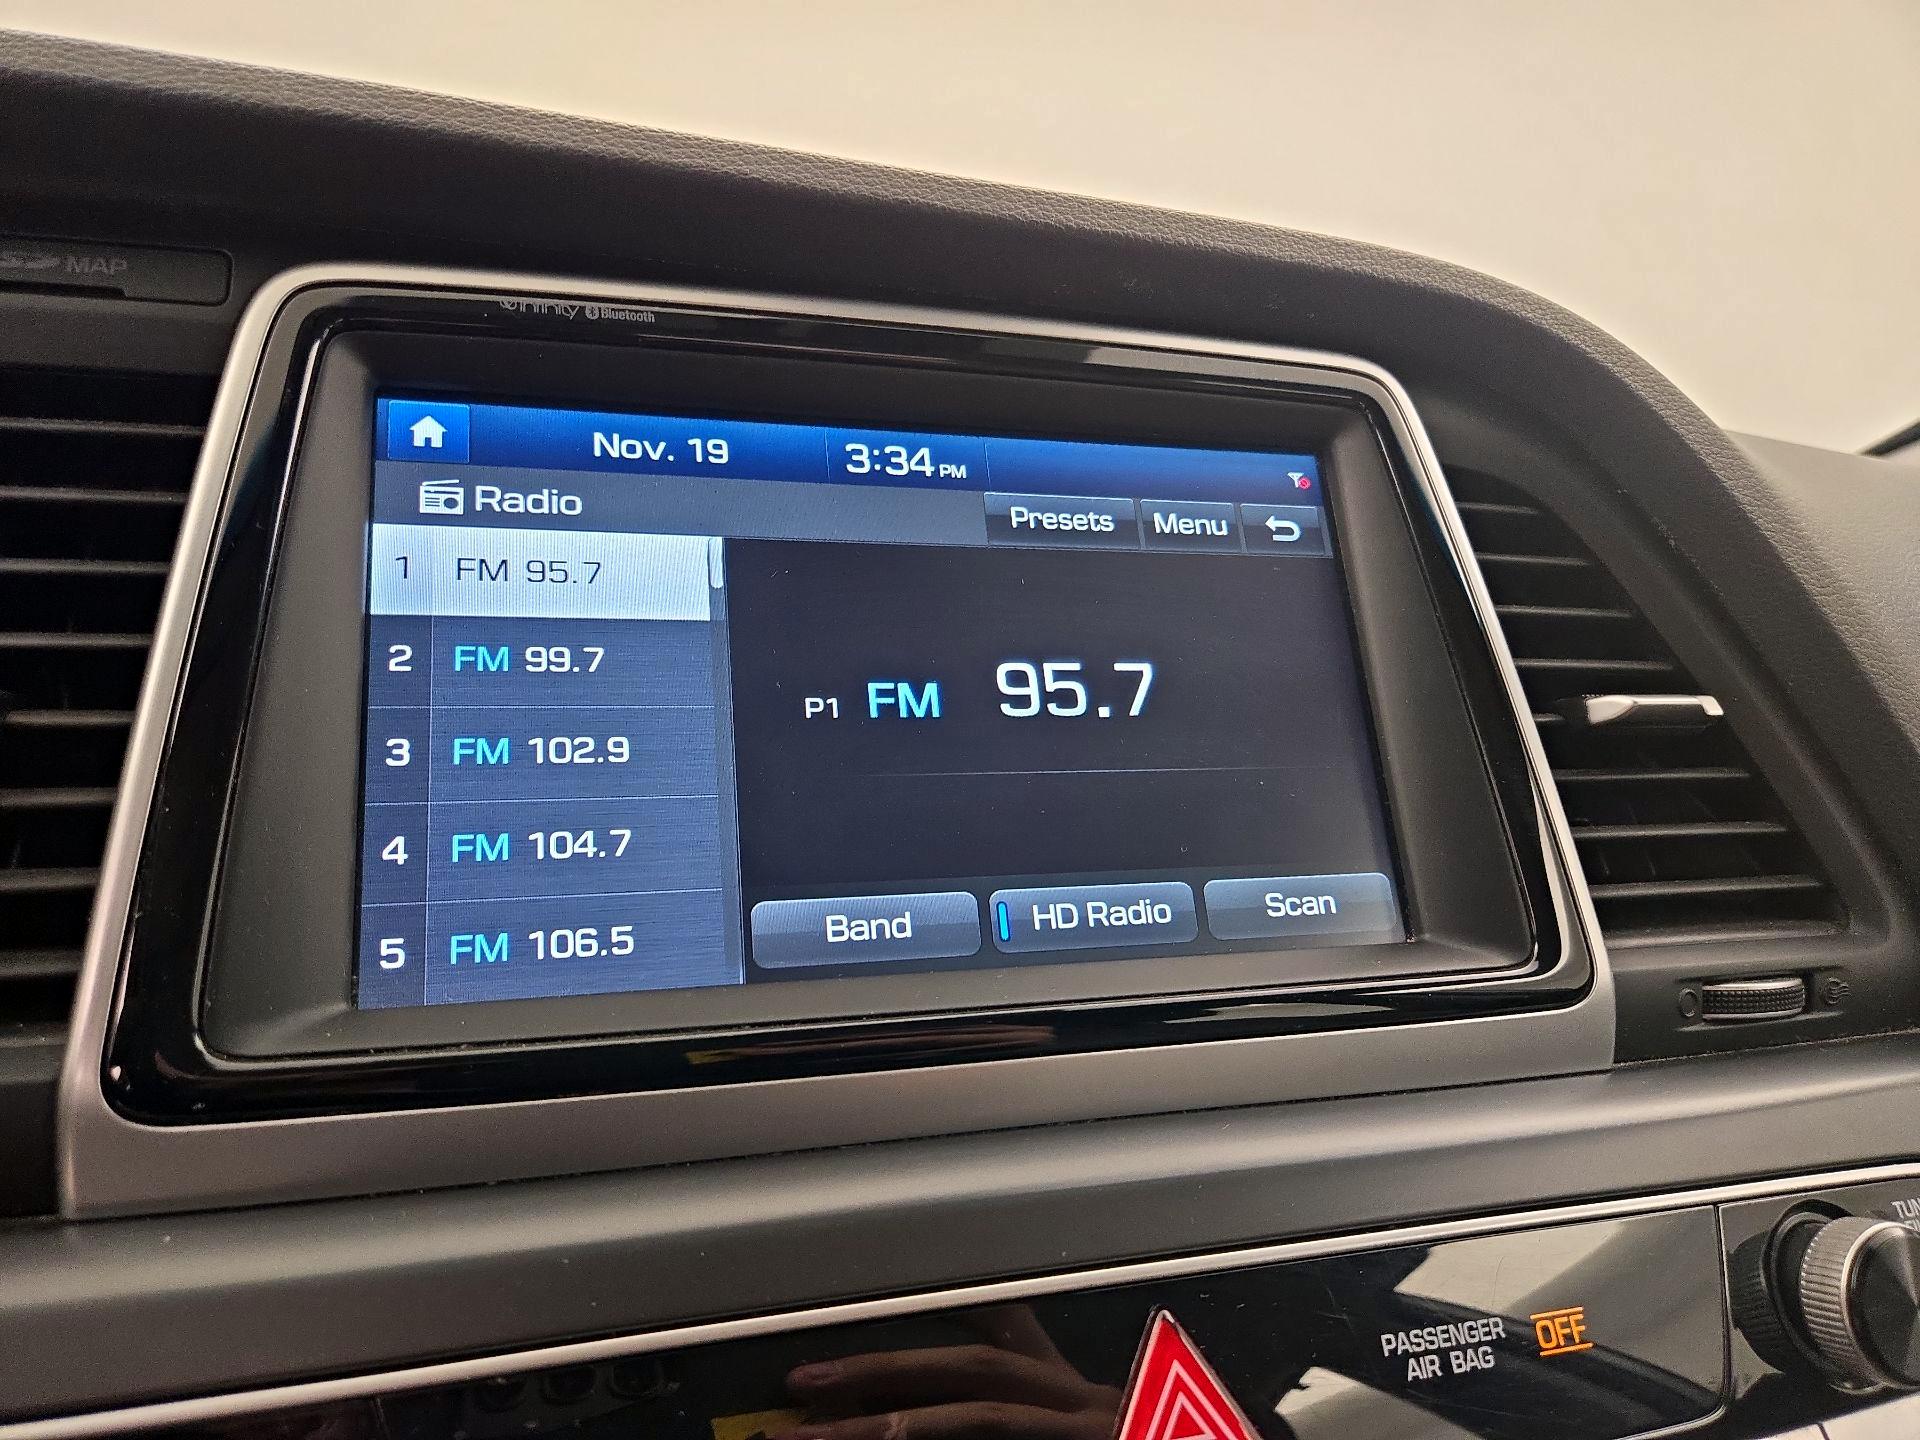 MAP
infinity Bluetooth
Nov. 19 3:34 PM
Radio
Presets Menu
1 FM 95.7
2 FM 99.7
3 FM 102.9
4 FM 104.7
5 FM 106.5
P1 FM 95.7
Band HD Radio Scan
PASSENGER
AIR BAG
OFF